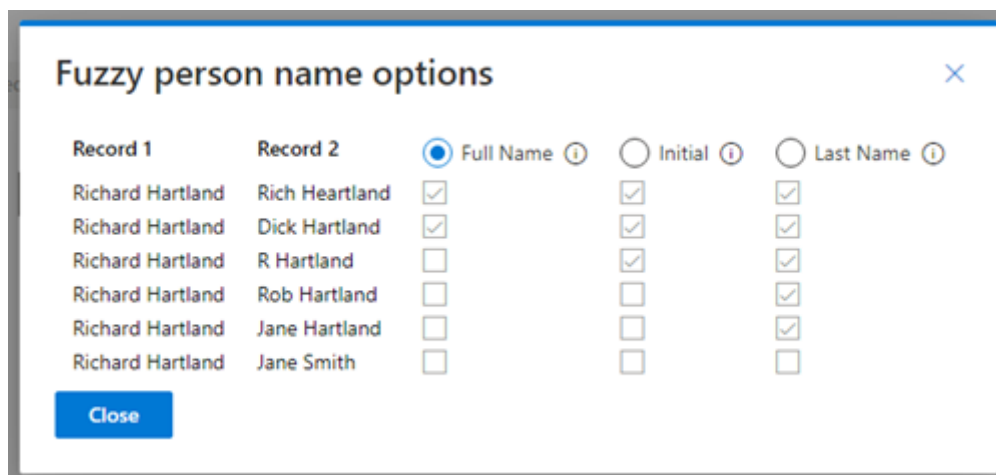 Fuzzy person name options
Record 1 Record 2 Full Name Initial Last Name
Richard Hartland Rich Heartland
Richard Hartland Dick Hartland
Richard Hartland R Hartland
Richard Hartland Rob Hartland
Richard Hartland Jane Hartland
Richard Hartland Jane Smith
Close